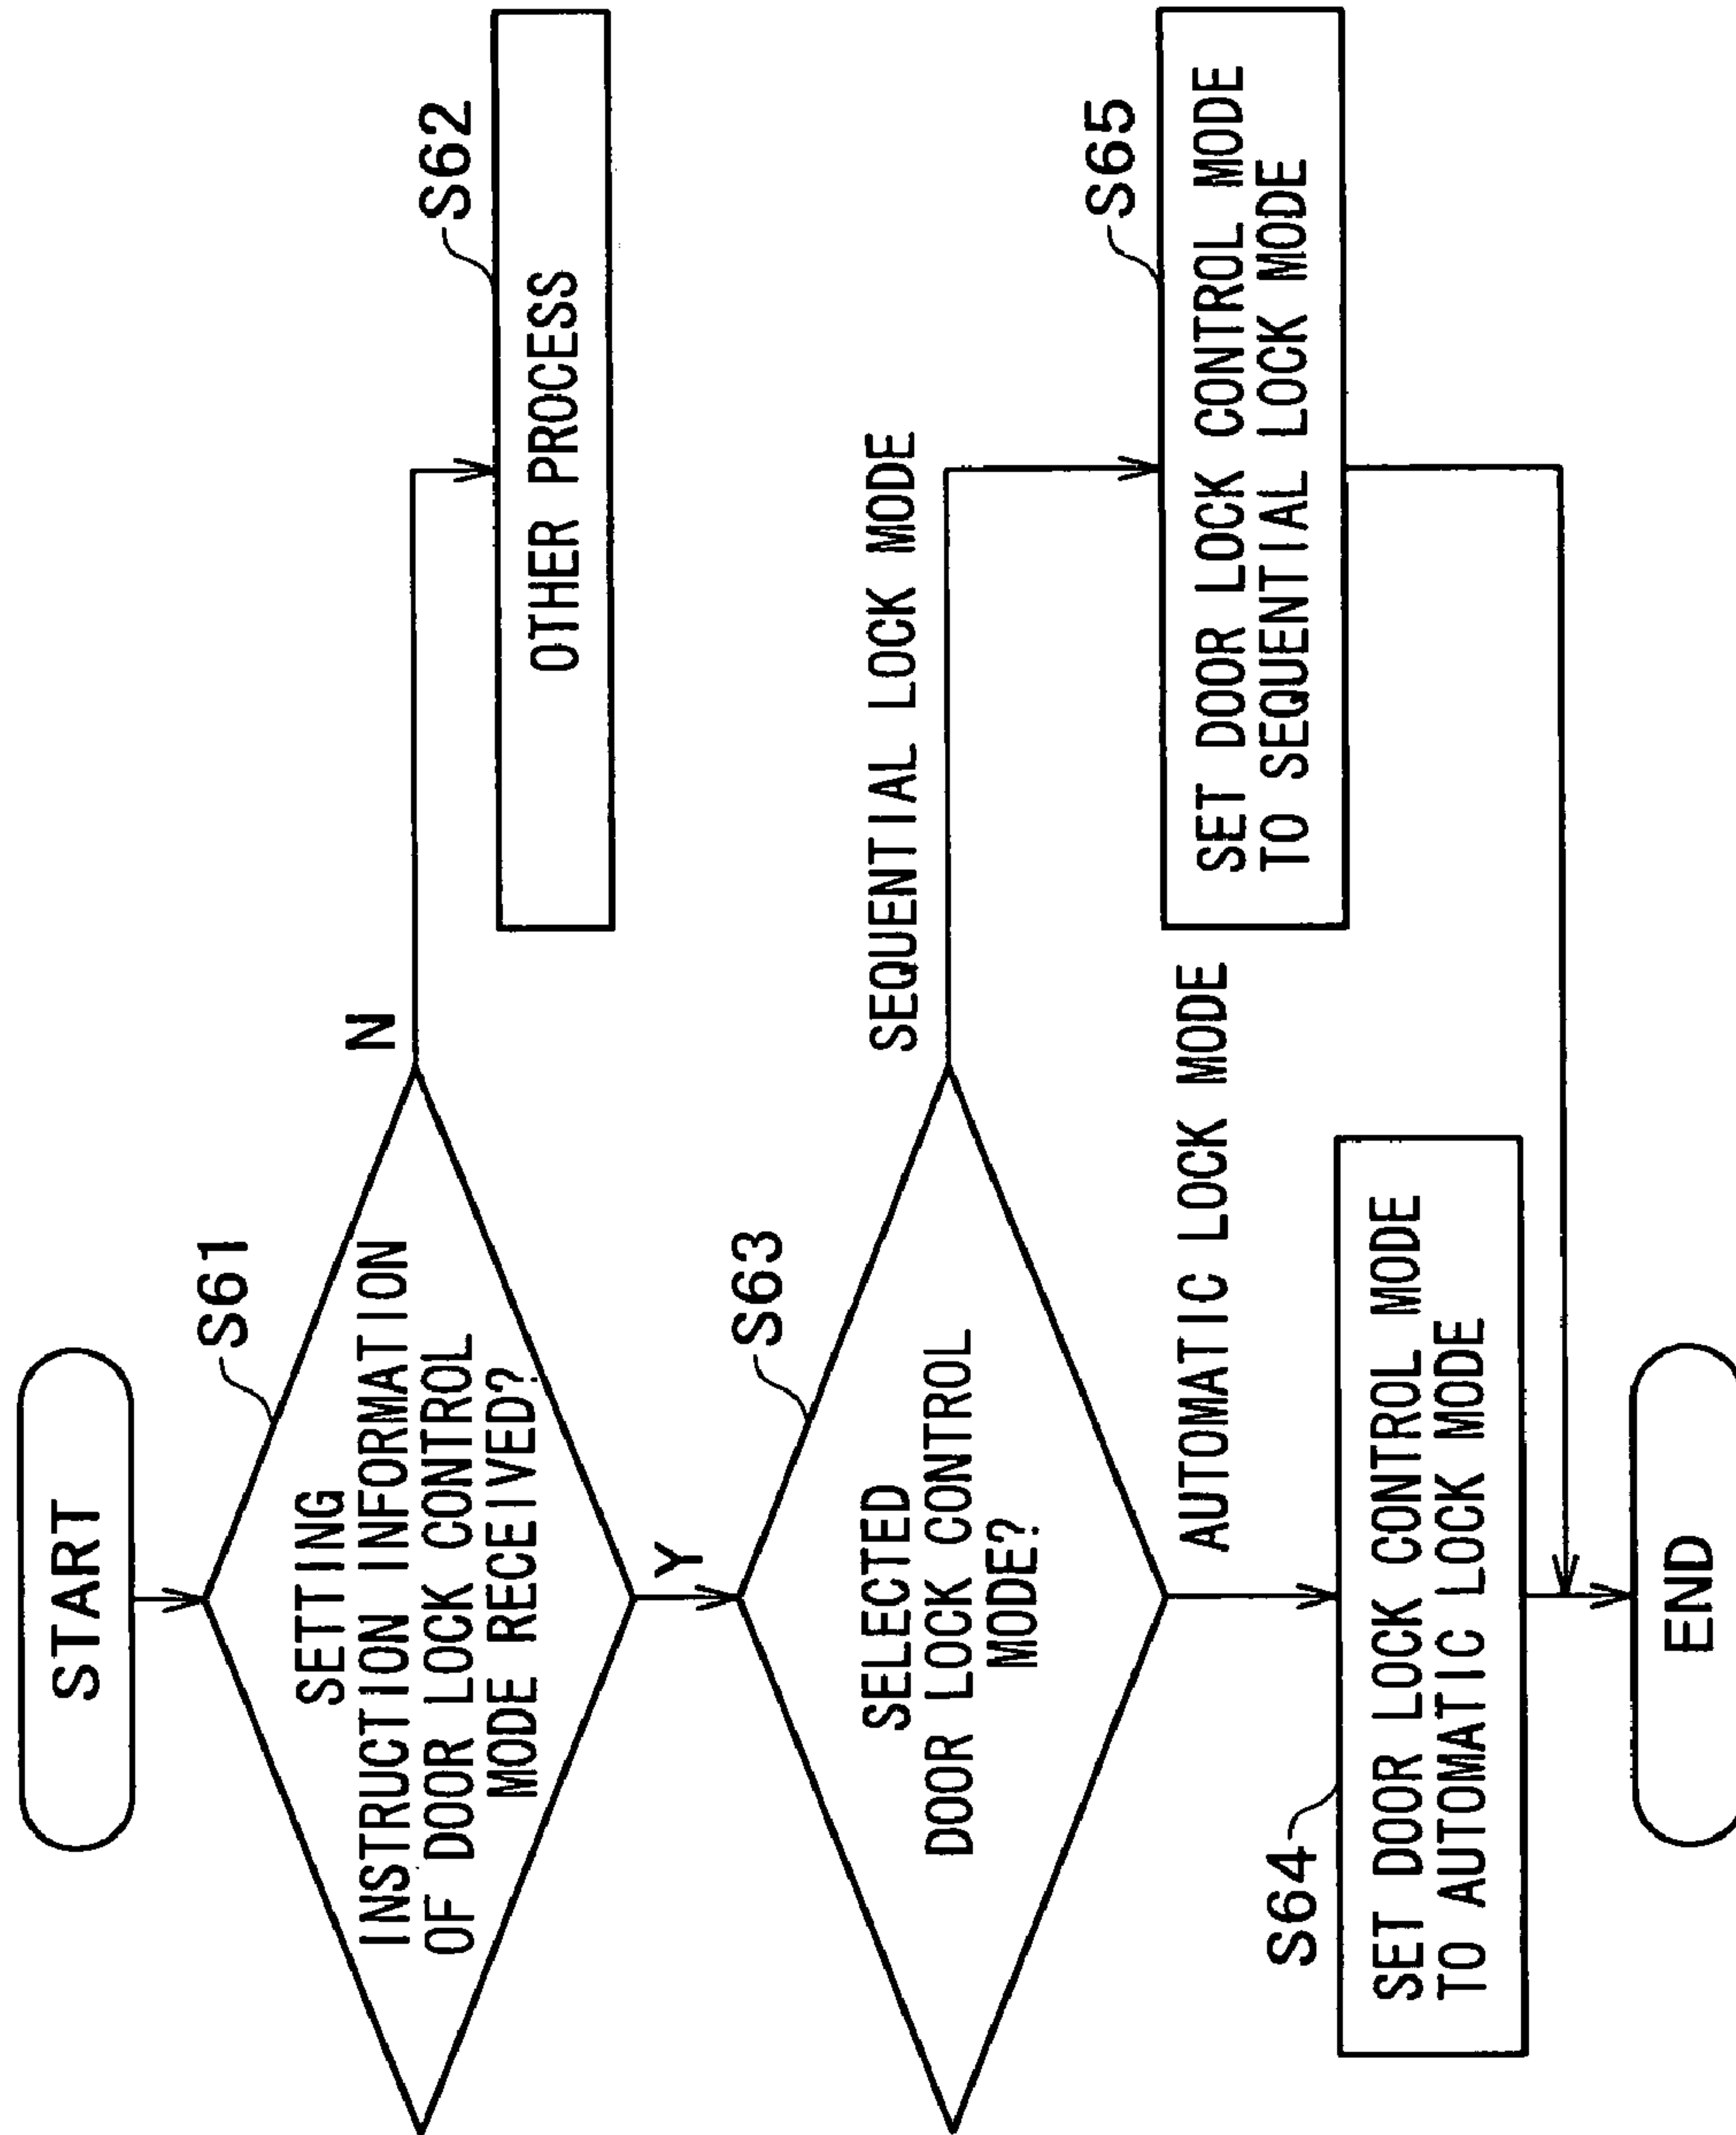 START
S61
SETTING
INSTRUCTION INFORMATION
OF DOOR LOCK CONTROL
MODE RECEIVED?
N
S62
OTHER PROCESS
Y
S63
SELECTED
DOOR LOCK CONTROL
MODE?
SEQUENTIAL LOCK MODE
S65
SET DOOR LOCK CONTROL MODE
TO SEQUENTIAL LOCK MODE
AUTOMATIC LOCK MODE
S64
SET DOOR LOCK CONTROL MODE
TO AUTOMATIC LOCK MODE
END